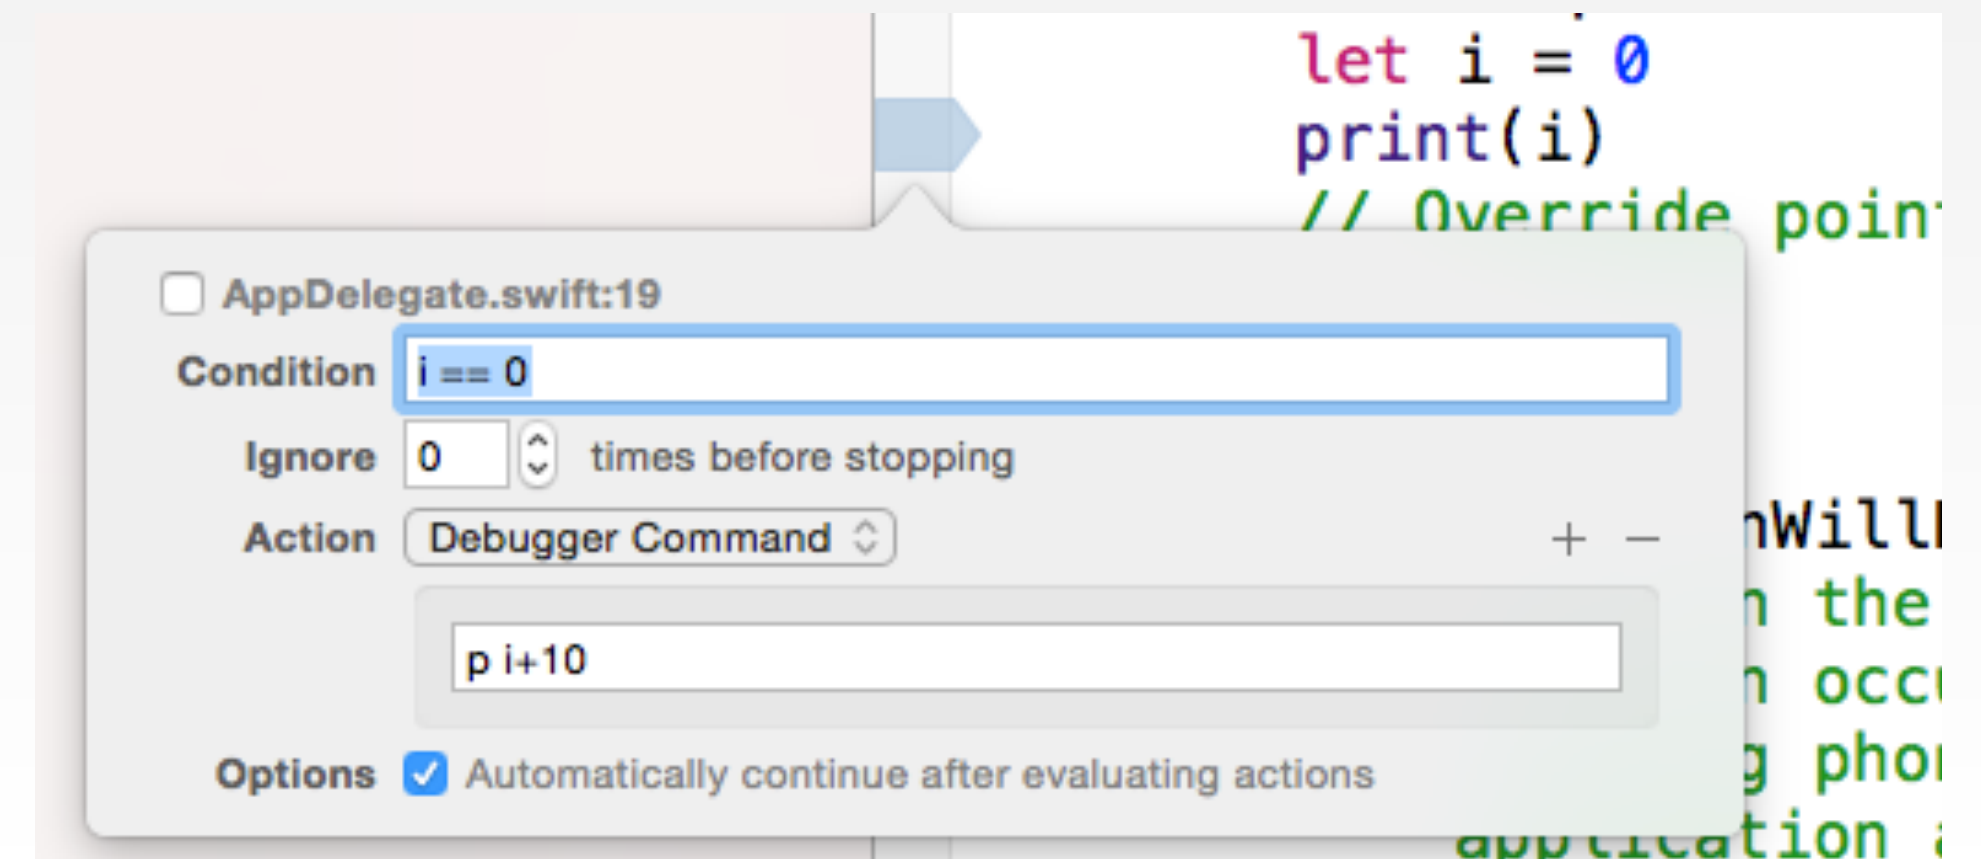 let i = 0
print(i)
// Override poin
AppDelegate.swift:19
Condition i == 0
Ignore 0 times before stopping
Action Debugger Command + −
nWill
n the
p i+10
n occ
g pho
Options Automatically continue after evaluating actions
application a